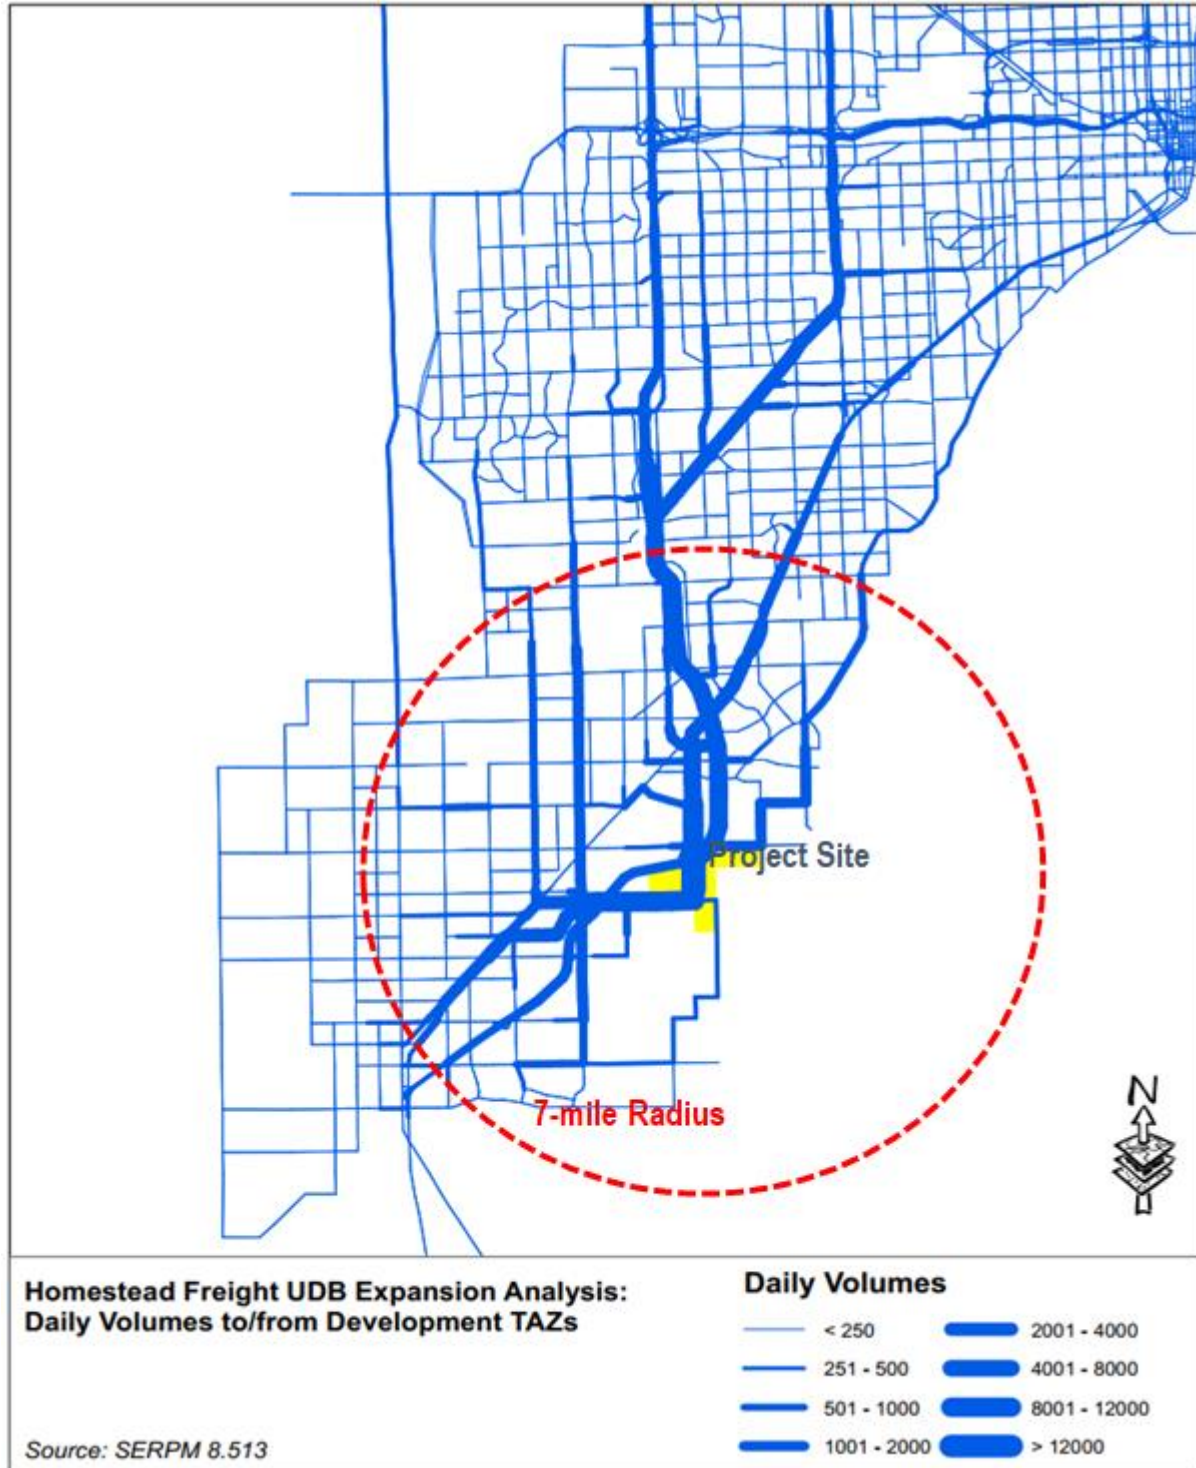 Project Site
7-mile Radius
N
Homestead Freight UDB Expansion Analysis:
Daily Volumes to/from Development TAZs
Source: SERPM 8.513
Daily Volumes
< 250
251 - 500
501 - 1000
1001 - 2000
2001 - 4000
4001 - 8000
8001 - 12000
> 12000